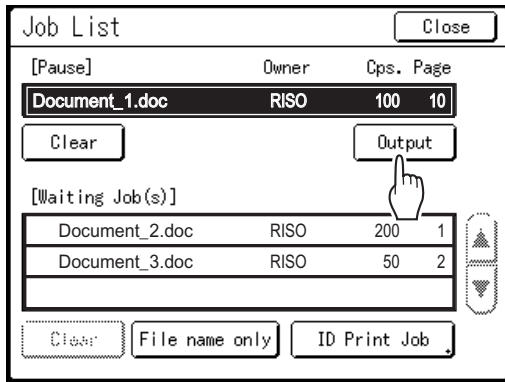 Job List Close
[Pause] Owner Cps. Page
Document_1.doc RISO 100 10
Clear Output
[Waiting Job(s)]
Document_2.doc RISO 200 1
Document_3.doc RISO 50 2
Clear File name only ID Print Job